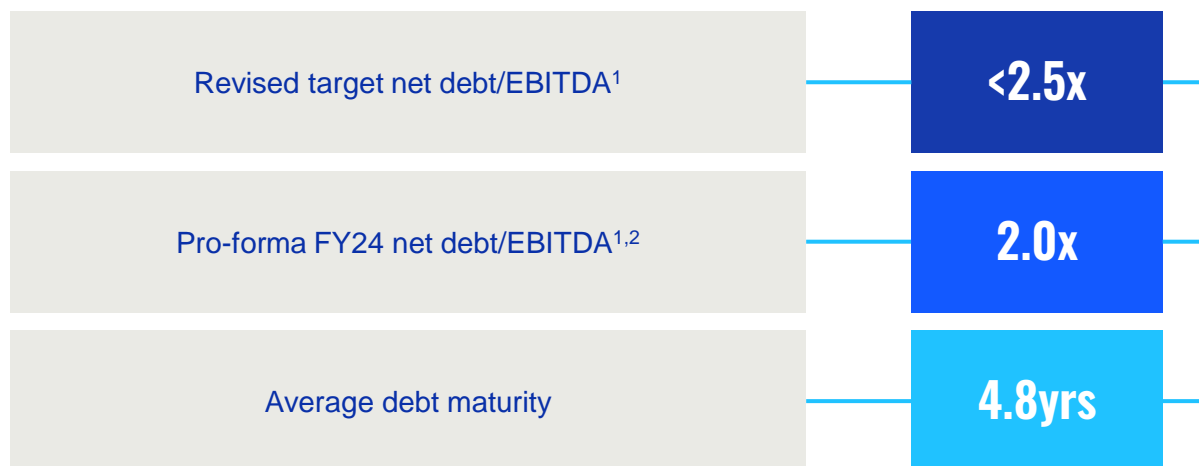 Revised target net debt/EBITDA¹
<2.5x
Pro-forma FY24 net debt/EBITDA¹,²
2.0x
Average debt maturity
4.8yrs